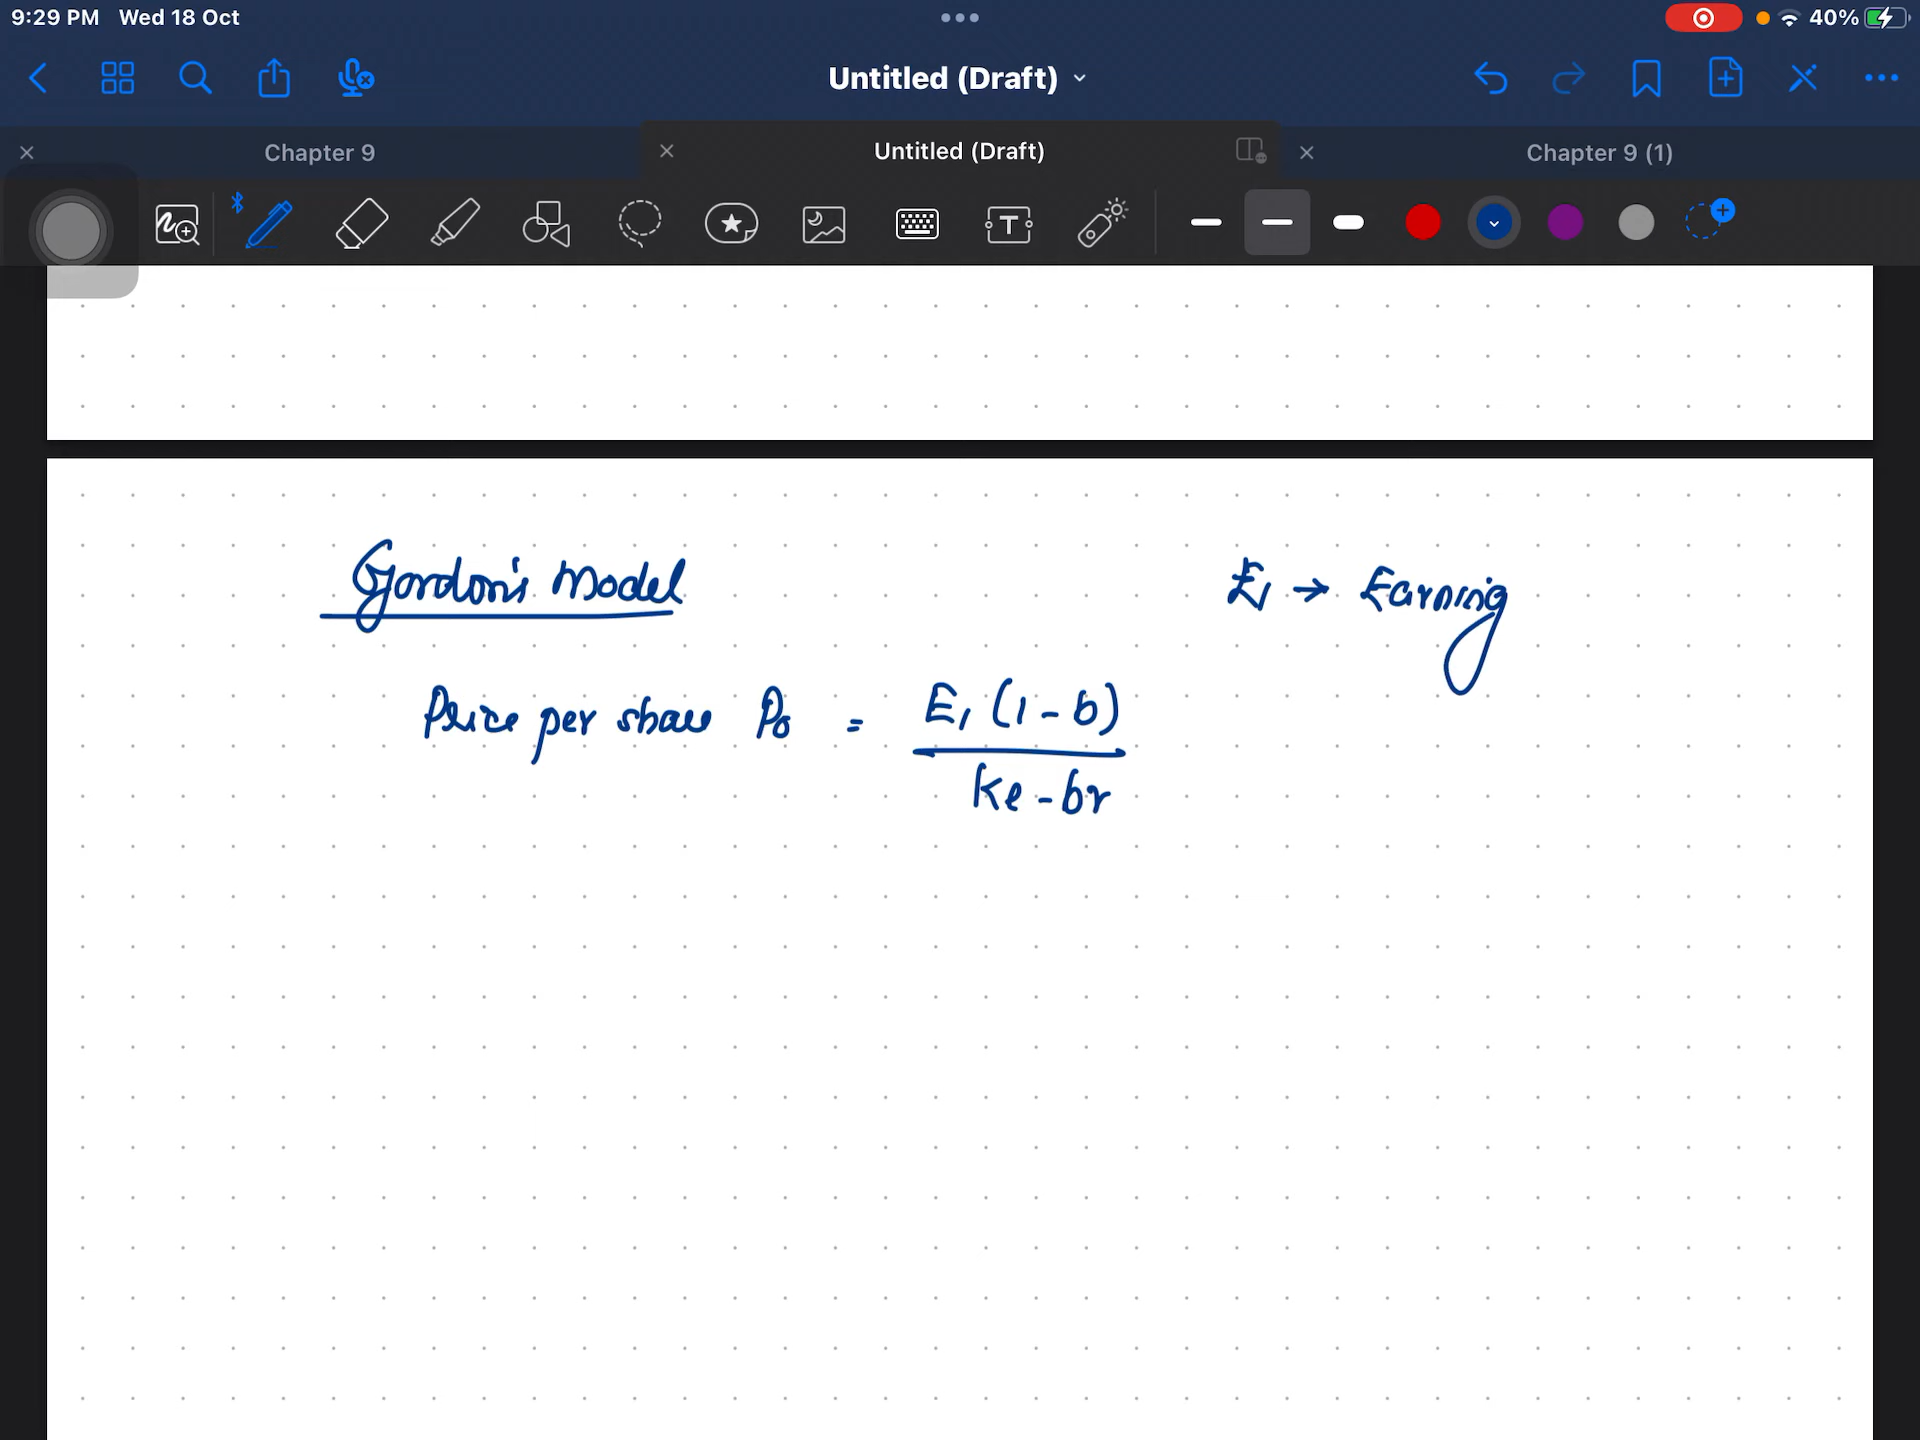 9:29 PM Wed 18 Oct
40%
Untitled (Draft)
Chapter 9
Untitled (Draft)
Chapter 9 (1)
T
Gordon's Model
E1 → Earning
Price per share P0 = E1 (1 - b)
Ke - br